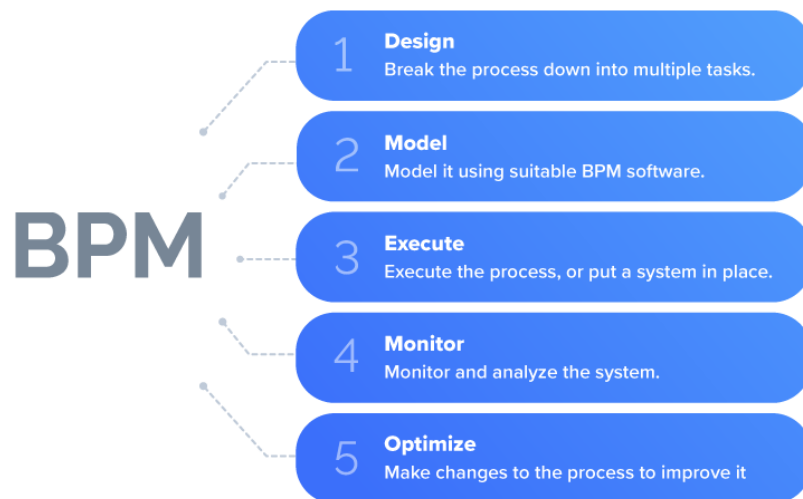 BPM
1
Design
Break the process down into multiple tasks.
2
Model
Model it using suitable BPM software.
3
Execute
Execute the process, or put a system in place.
4
Monitor
Monitor and analyze the system.
5
Optimize
Make changes to the process to improve it